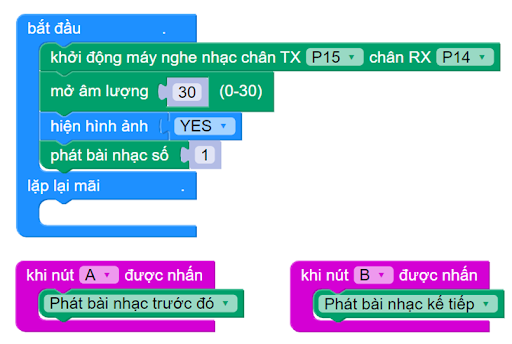 bắt đầu .
khởi động máy nghe nhạc chân TX P15 chân RX P14
mở âm lượng 30 (0-30)
hiện hình ảnh YES
phát bài nhạc số 1
lặp lại mãi .
khi nút A được nhấn
Phát bài nhạc trước đó
khi nút B được nhấn
Phát bài nhạc kế tiếp